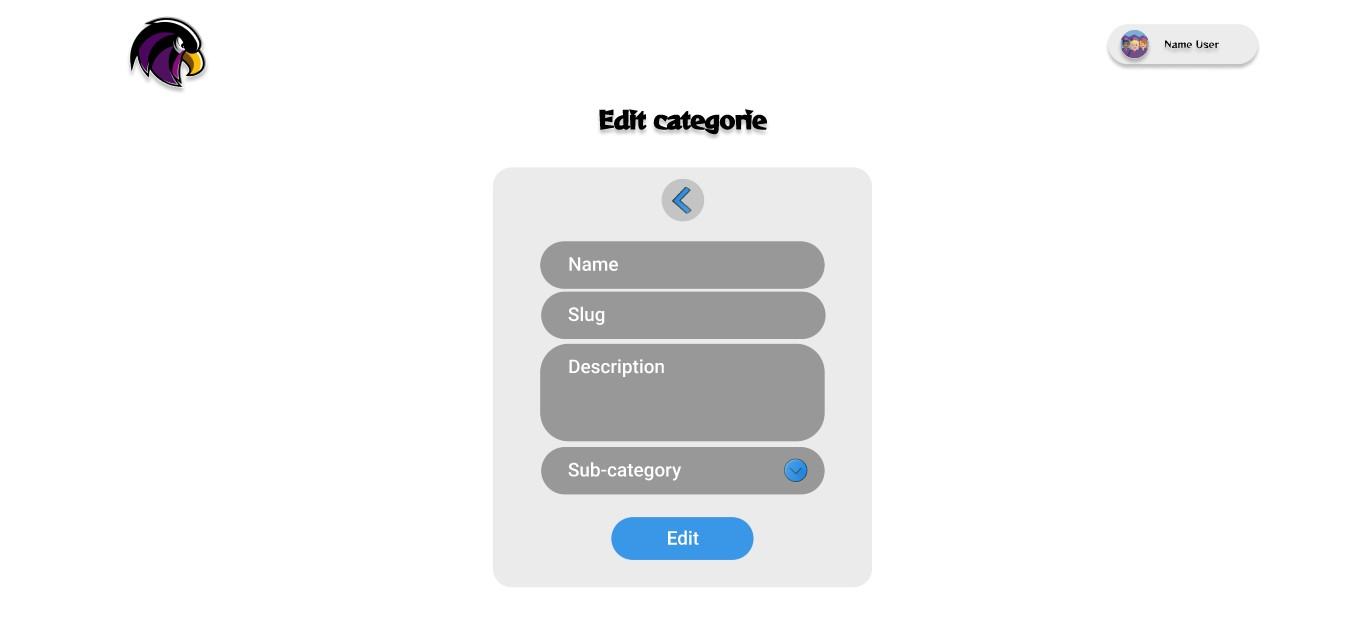 Name User
Edit categorie
Name
Slug
Description
Sub-category
Edit